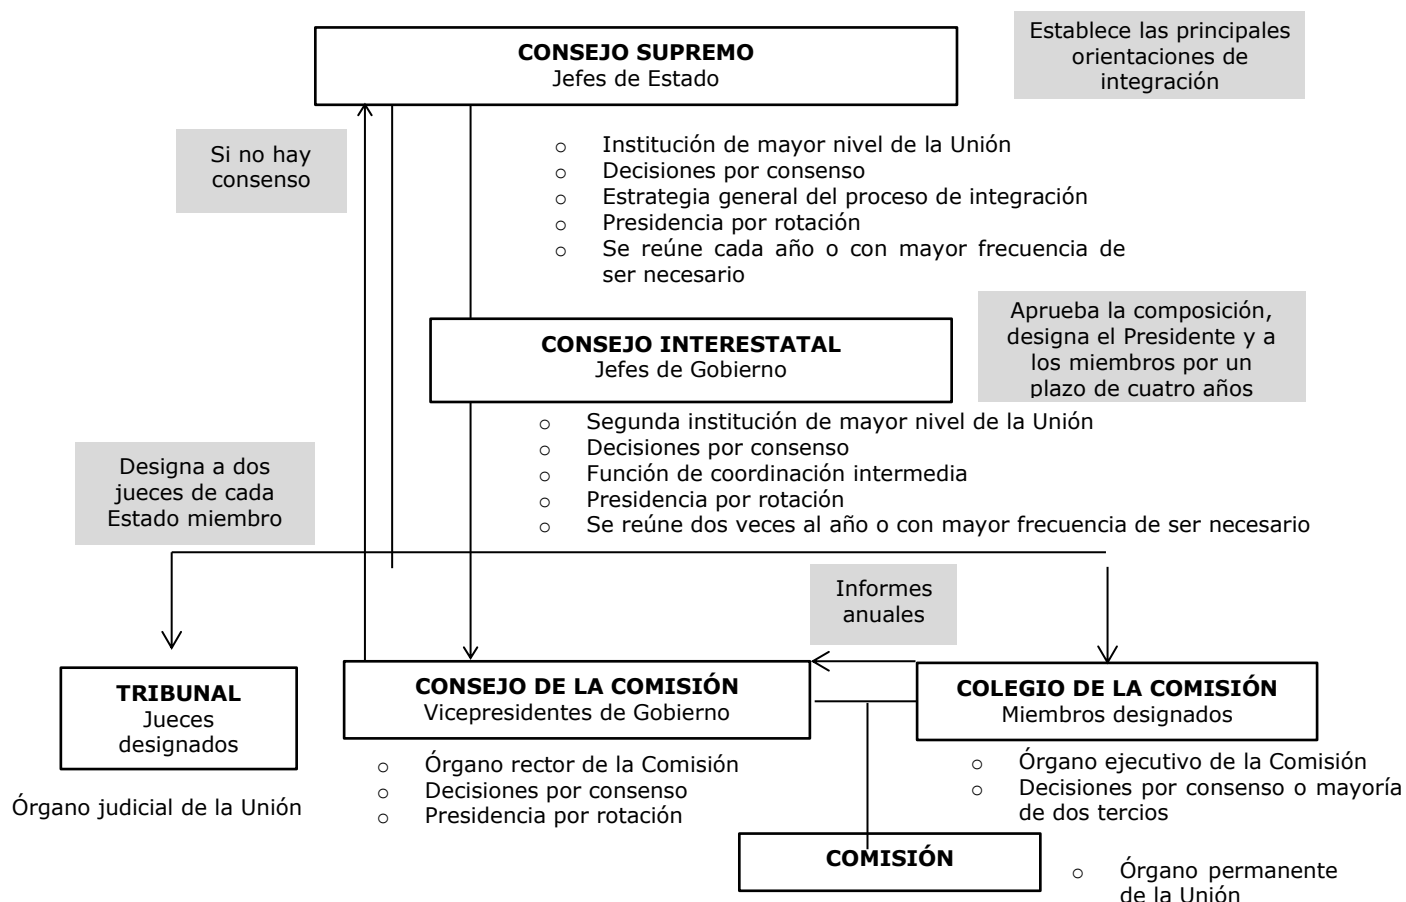 CONSEJO SUPREMO
Jefes de Estado
Establece las principales
orientaciones de
integración
Si no hay
consenso
o Institución de mayor nivel de la Unión
o Decisiones por consenso
o Estrategia general del proceso de integración
o Presidencia por rotación
o Se reúne cada año o con mayor frecuencia de
ser necesario
CONSEJO INTERESTATAL
Jefes de Gobierno
Aprueba la composición,
designa el Presidente y a
los miembros por un
plazo de cuatro años
o Segunda institución de mayor nivel de la Unión
o Decisiones por consenso
o Función de coordinación intermedia
o Presidencia por rotación
o Se reúne dos veces al año o con mayor frecuencia de ser necesario
Designa a dos
jueces de cada
Estado miembro
Informes
anuales
TRIBUNAL
Jueces
designados
Órgano judicial de la Unión
CONSEJO DE LA COMISIÓN
Vicepresidentes de Gobierno
o Órgano rector de la Comisión
o Decisiones por consenso
o Presidencia por rotación
COLEGIO DE LA COMISIÓN
Miembros designados
o Órgano ejecutivo de la Comisión
o Decisiones por consenso o mayoría
de dos tercios
COMISIÓN
o Órgano permanente
de la Unión